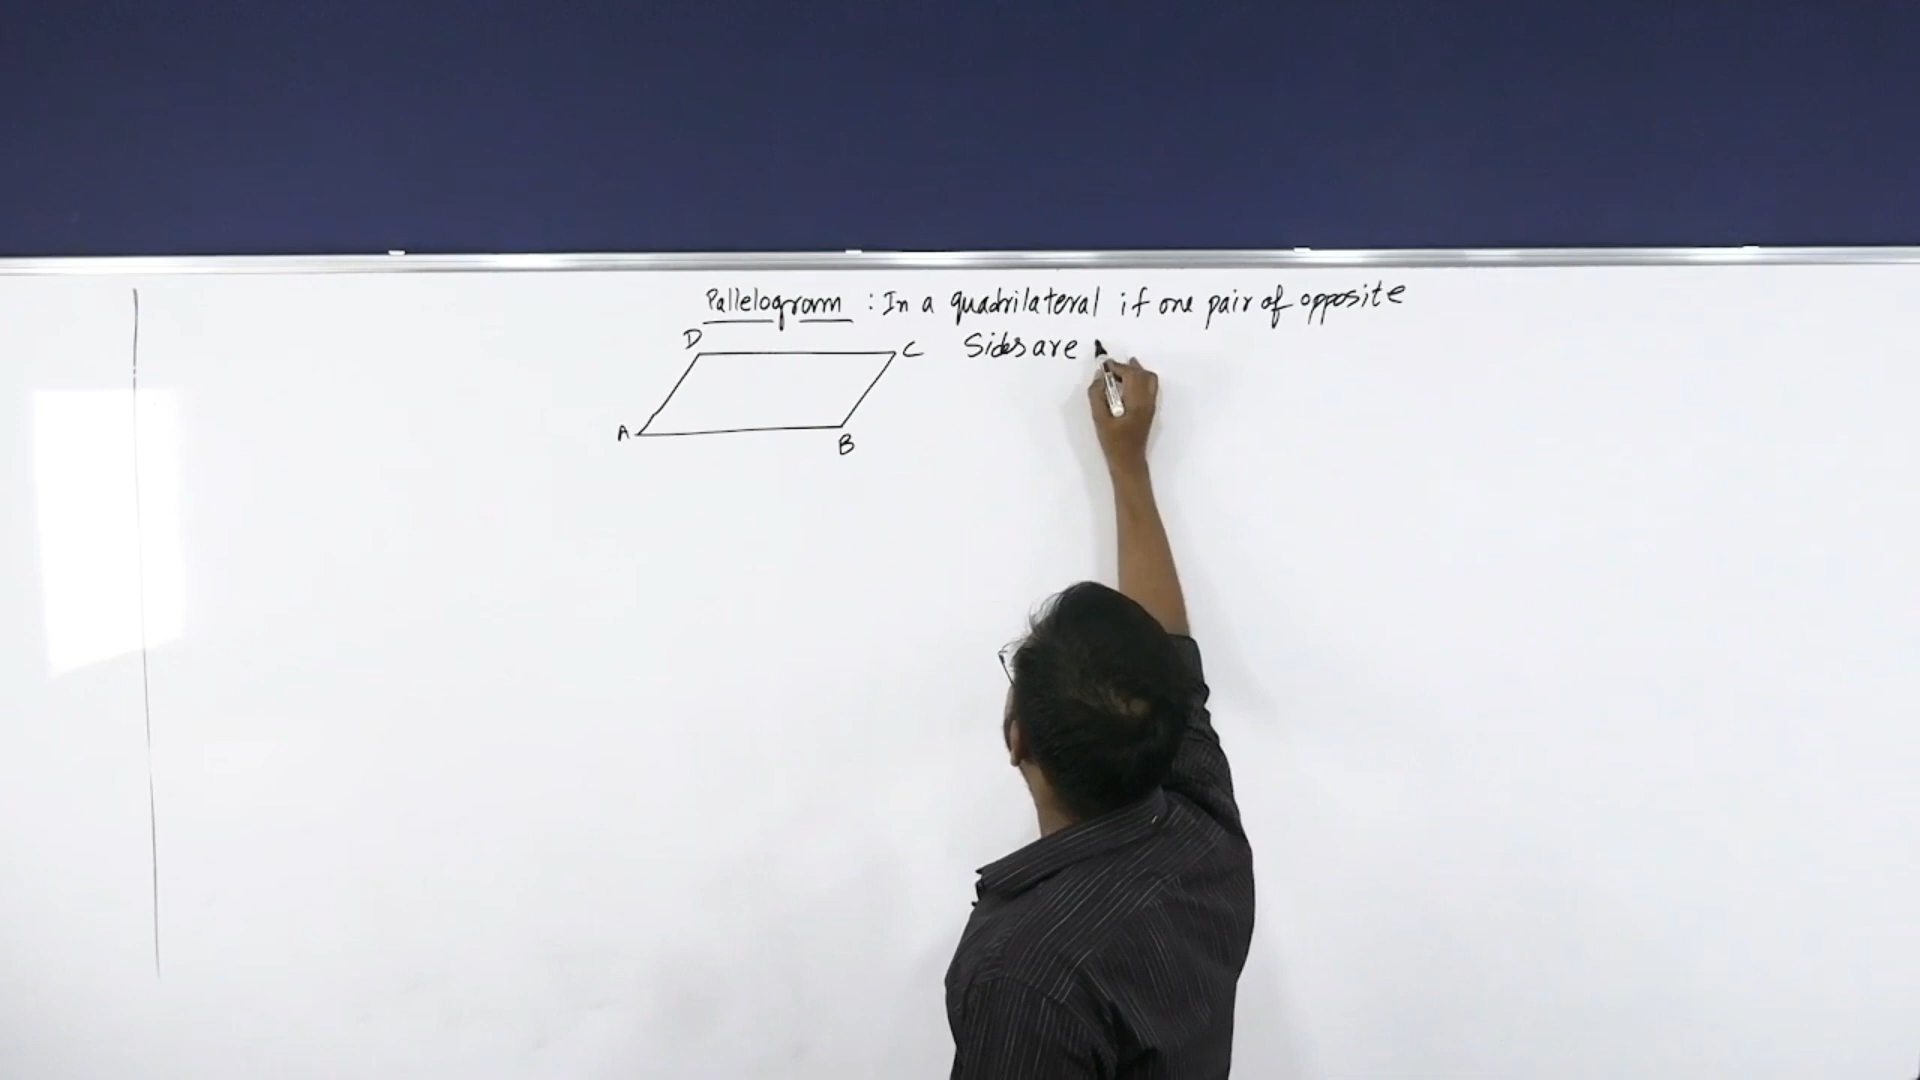 Pallelogram : In a quadrilateral if one pair of opposite
Sides are
D
C
A
B